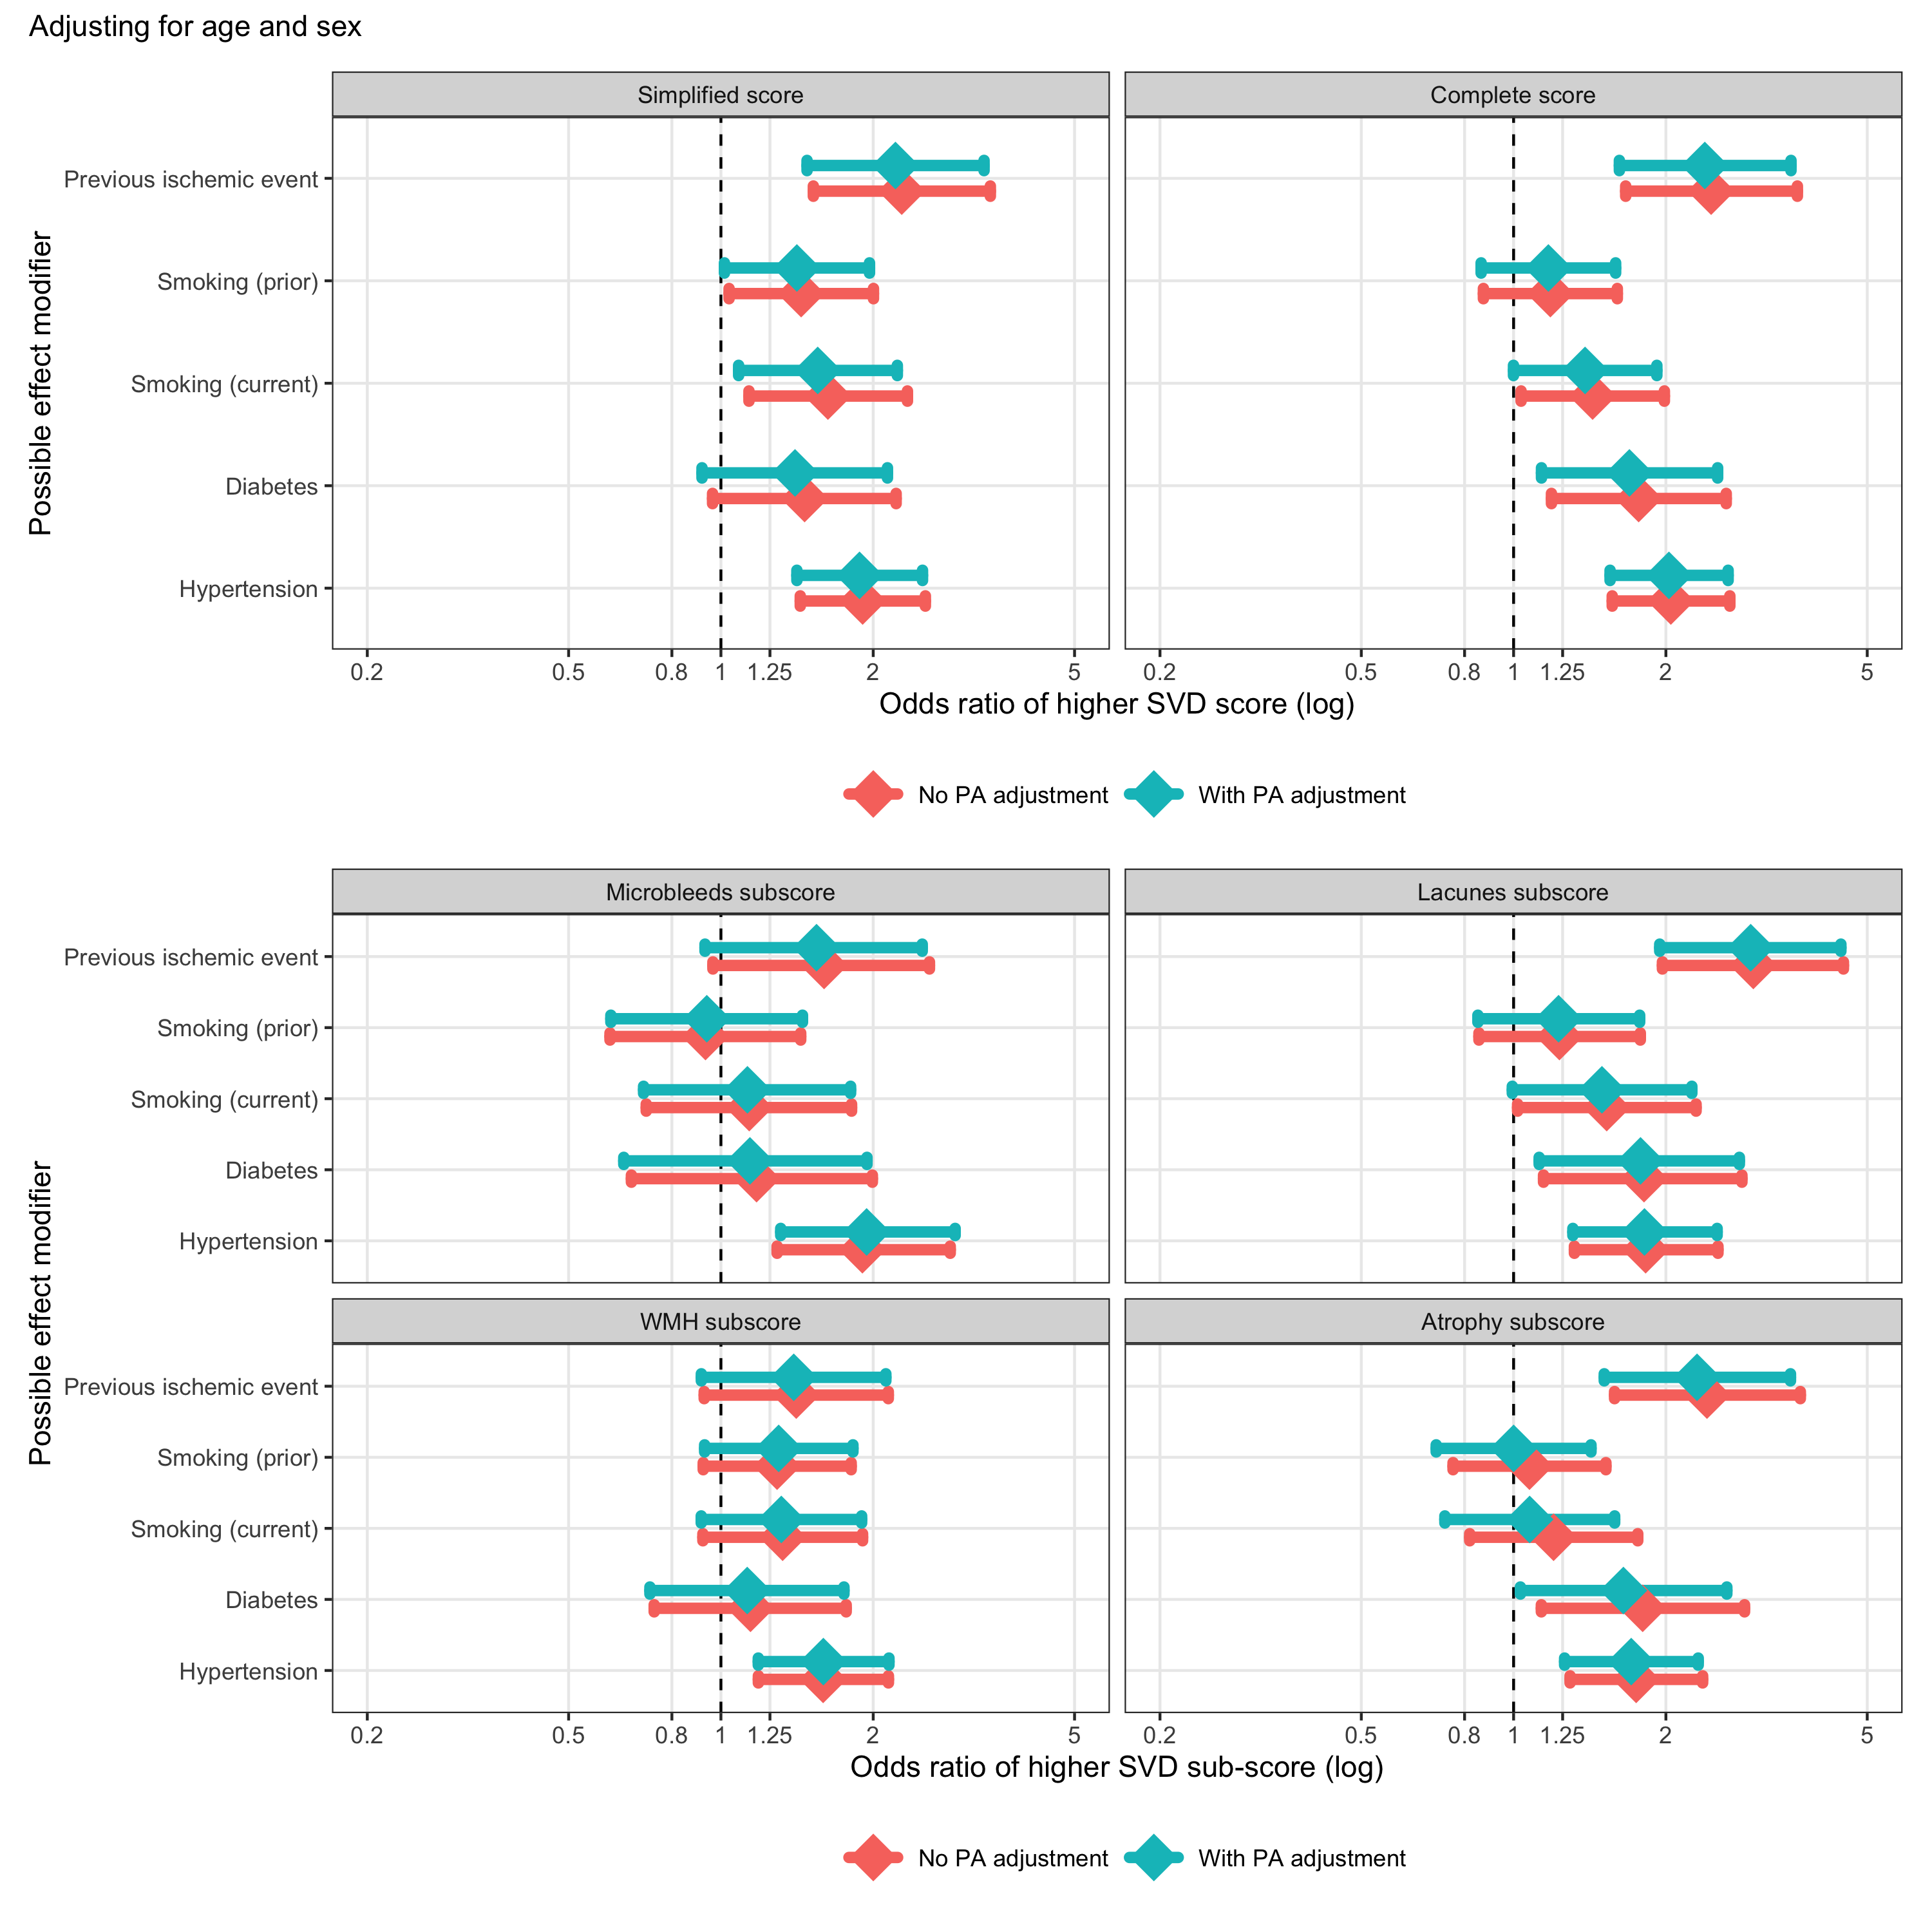 Adjusting for age and sex
Simplified score
Complete score
Possible effect modifier
Previous ischemic event
Smoking (prior)
Smoking (current)
Diabetes
Hypertension
0.2 0.5 0.8 1 1.25 2 5
0.2 0.5 0.8 1 1.25 2 5
Odds ratio of higher SVD score (log)
No PA adjustment With PA adjustment
Microbleeds subscore
Lacunes subscore
Possible effect modifier
Previous ischemic event
Smoking (prior)
Smoking (current)
Diabetes
Hypertension
WMH subscore
Atrophy subscore
Previous ischemic event
Smoking (prior)
Smoking (current)
Diabetes
Hypertension
0.2 0.5 0.8 1 1.25 2 5
0.2 0.5 0.8 1 1.25 2 5
Odds ratio of higher SVD sub-score (log)
No PA adjustment With PA adjustment